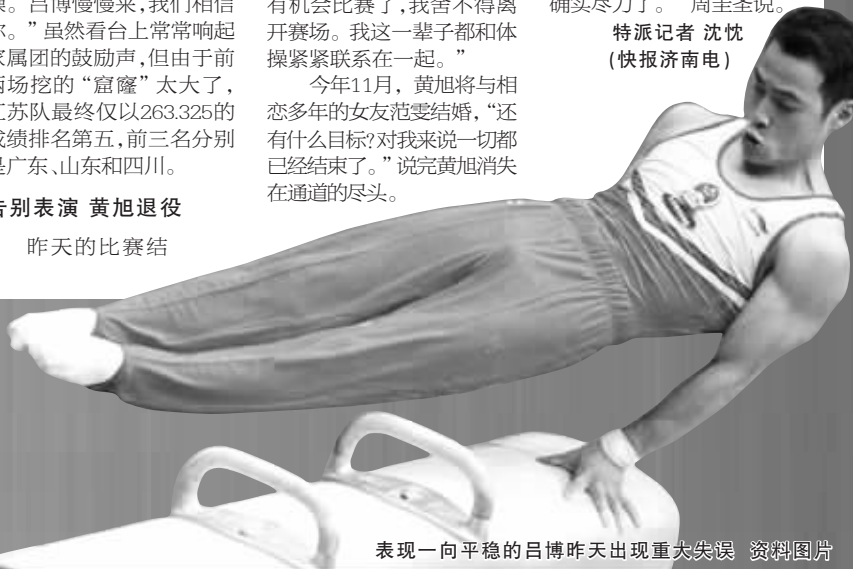 吕博慢慢来,我们相信
你。”虽然看台上常常响起
家属团的鼓励声,但由于前
两场挖的“窟窿”太大了,
江苏队最终仅以263.325的
成绩排名第五,前三名分别
是广东、山东和四川。
告别表演 黄旭退役
昨天的比赛结
有机会比赛了,我舍不得离
开赛场。我这一辈子都和体
操紧紧联系在一起。”
今年11月,黄旭将与相
恋多年的女友范雯结婚,“还
有什么目标?对我来说一切都
已经结束了。”说完黄旭消失
在通道的尽头。
确实尽力了。”周圭圣说。
特派记者 沈忱
(快报济南电)
表现一向平稳的吕博昨天出现重大失误 资料图片